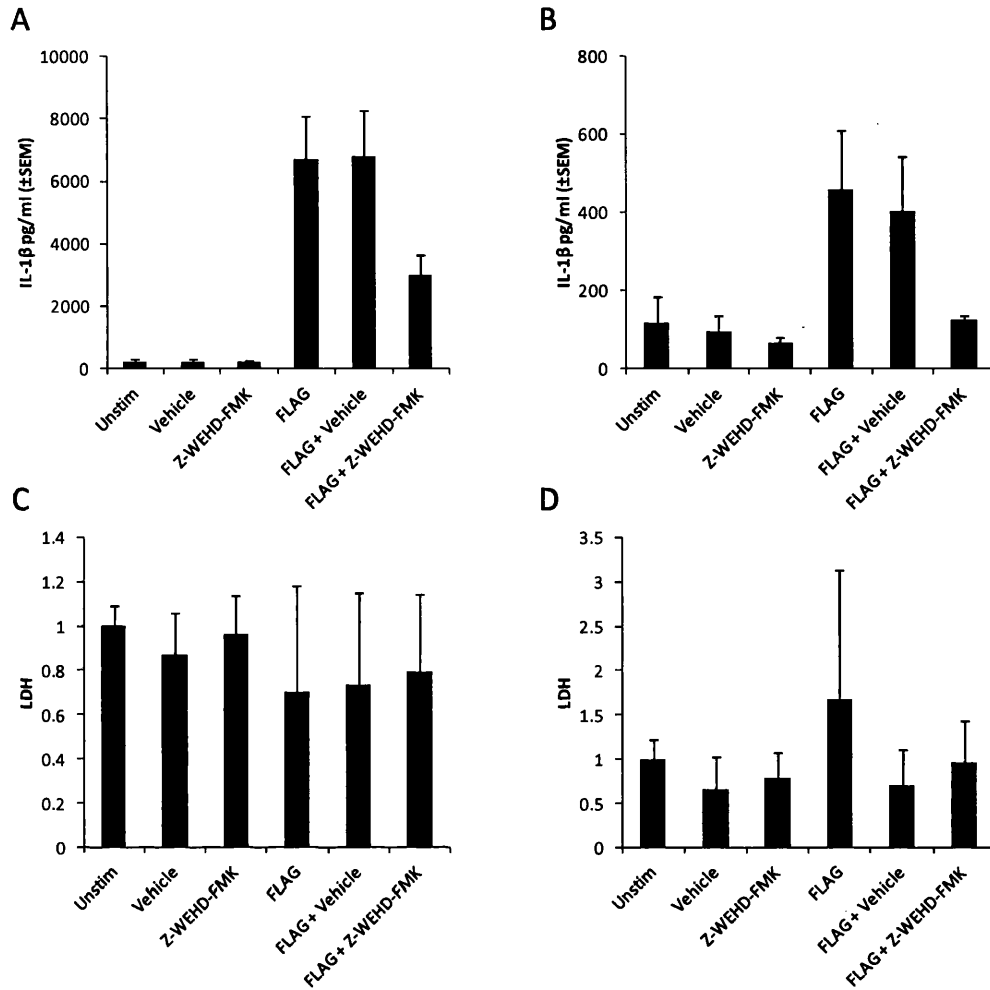 A
IL-1β pg/ml (±SEM)
10000
8000
6000
4000
2000
0
Unstim
Vehicle
Z-WEHD-FMK
FLAG
FLAG + Vehicle
FLAG + Z-WEHD-FMK
B
IL-1β pg/ml (±SEM)
800
600
400
200
0
Unstim
Vehicle
Z-WEHD-FMK
FLAG
FLAG + Vehicle
FLAG + Z-WEHD-FMK
C
LDH
1.4
1.2
1
0.8
0.6
0.4
0.2
0
Unstim
Vehicle
Z-WEHD-FMK
FLAG
FLAG + Vehicle
FLAG + Z-WEHD-FMK
D
LDH
3.5
3
2.5
2
1.5
1
0.5
0
Unstim
Vehicle
Z-WEHD-FMK
FLAG
FLAG + Vehicle
FLAG + Z-WEHD-FMK